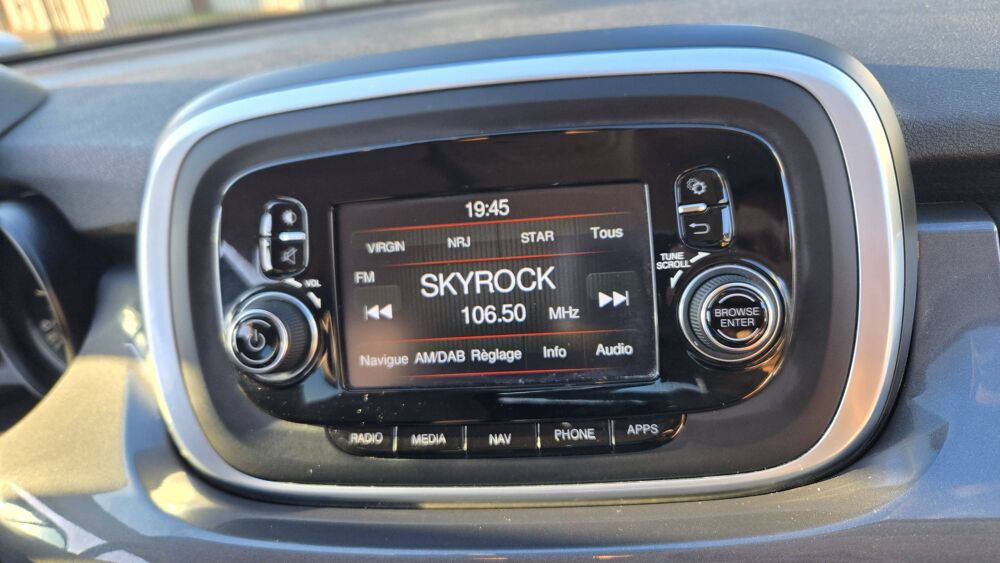 19:45
VIRGIN NRJ STAR Tous
FM
SKYROCK
106.50 MHz
Navigue AM/DAB Règlage Info Audio
VOL
TUNE
SCROLL
BROWSE
ENTER
RADIO MEDIA NAV PHONE APPS